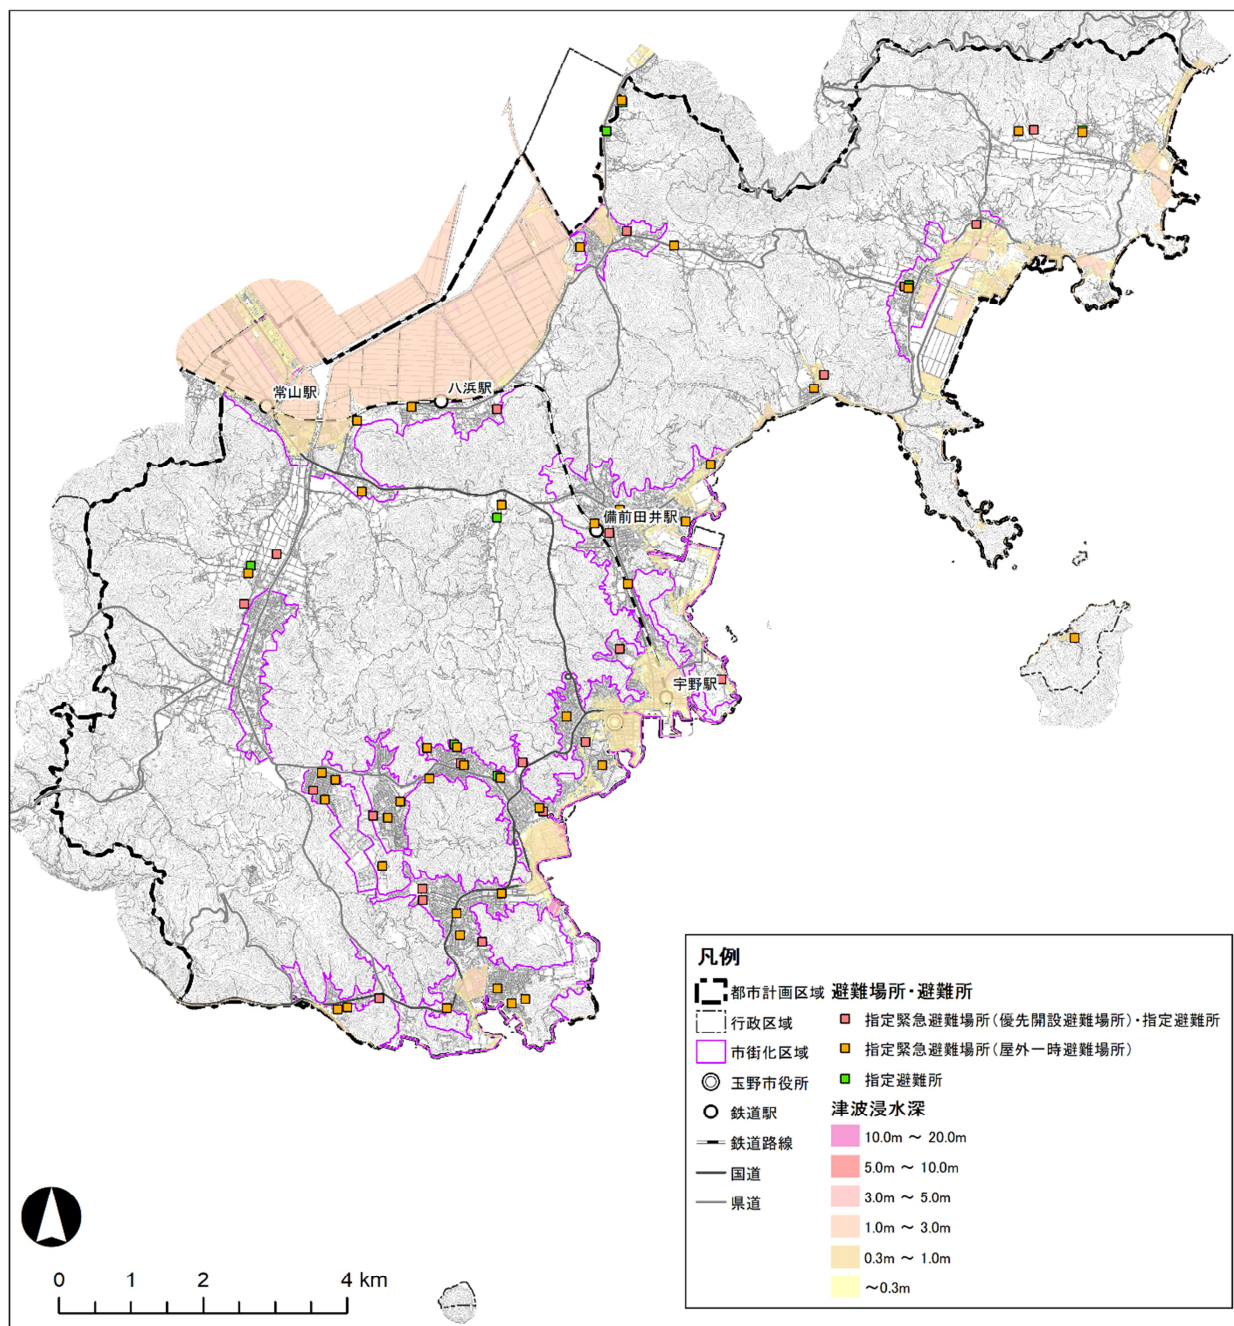 常山駅
八浜駅
備前田井駅
宇野駅
凡例
都市計画区域
行政区域
市街化区域
玉野市役所
鉄道駅
鉄道路線
国道
県道
避難場所・避難所
指定緊急避難場所(優先開設避難場所)・指定避難所
指定緊急避難場所(屋外一時避難場所)
指定避難所
津波浸水深
10.0m ~ 20.0m
5.0m ~ 10.0m
3.0m ~ 5.0m
1.0m ~ 3.0m
0.3m ~ 1.0m
~0.3m
0 1 2 4 km